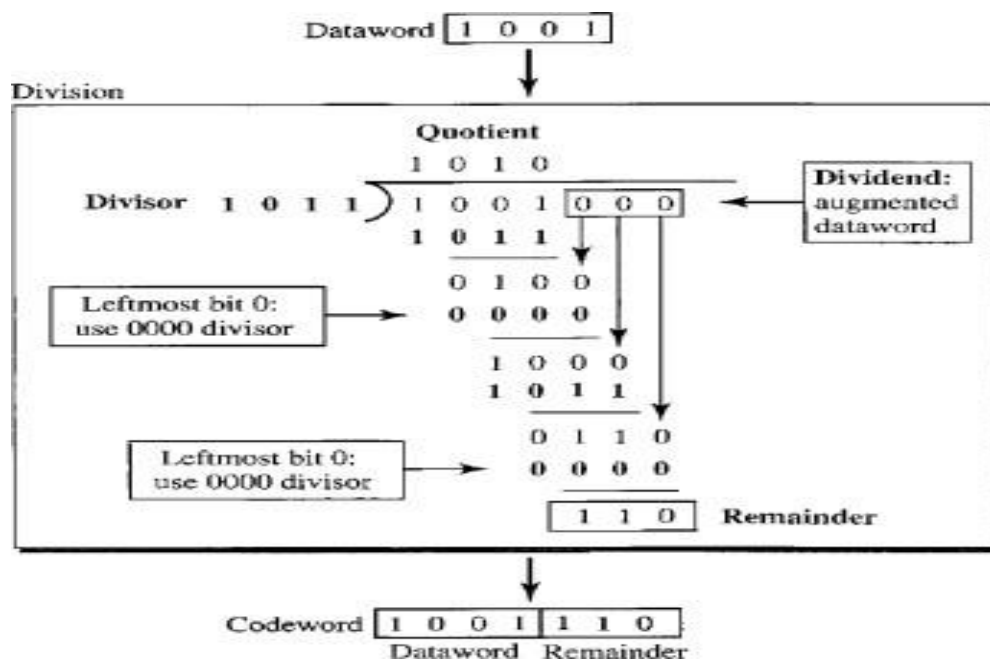 Dataword 1 0 0 1
Division
Quotient
1 0 1 0
Divisor 1 0 1 1 1 0 0 1 0 0 0
Dividend:
augmented
dataword
1 0 1 1
0 1 0 0
Leftmost bit 0:
use 0000 divisor
0 0 0 0
1 0 0 0
1 0 1 1
0 1 1 0
Leftmost bit 0:
use 0000 divisor
0 0 0 0
1 1 0 Remainder
Codeword 1 0 0 1 1 1 0
Dataword Remainder